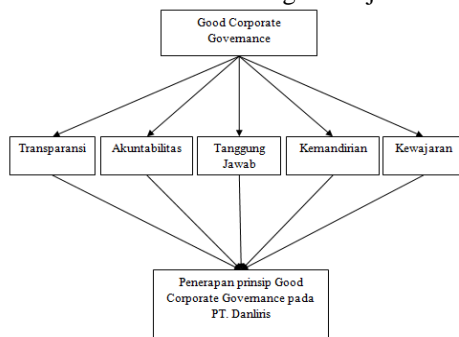 Good Corporate
Governance
Transparansi
Akuntabilitas
Tanggung
Jawab
Kemandirian
Kewajaran
Penerapan prinsip Good
Corporate Governance pada
PT. Danliris